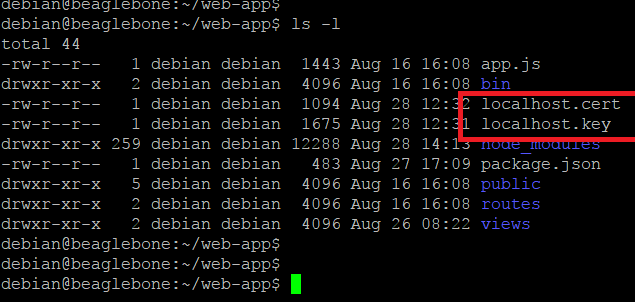 debian@beaglebone:~/web-app$
debian@beaglebone:~/web-app$ ls -l
total 44
-rw-r--r-- 1 debian debian 1443 Aug 16 16:08 app.js
drwxr-xr-x 2 debian debian 4096 Aug 16 16:08 bin
-rw-r--r-- 1 debian debian 1094 Aug 28 12:32 localhost.cert
-rw-r--r-- 1 debian debian 1675 Aug 28 12:31 localhost.key
drwxr-xr-x 259 debian debian 12288 Aug 28 14:13 node_modules
-rw-r--r-- 1 debian debian 483 Aug 27 17:09 package.json
drwxr-xr-x 5 debian debian 4096 Aug 16 16:08 public
drwxr-xr-x 2 debian debian 4096 Aug 16 16:08 routes
drwxr-xr-x 2 debian debian 4096 Aug 26 08:22 views
debian@beaglebone:~/web-app$
debian@beaglebone:~/web-app$
debian@beaglebone:~/web-app$